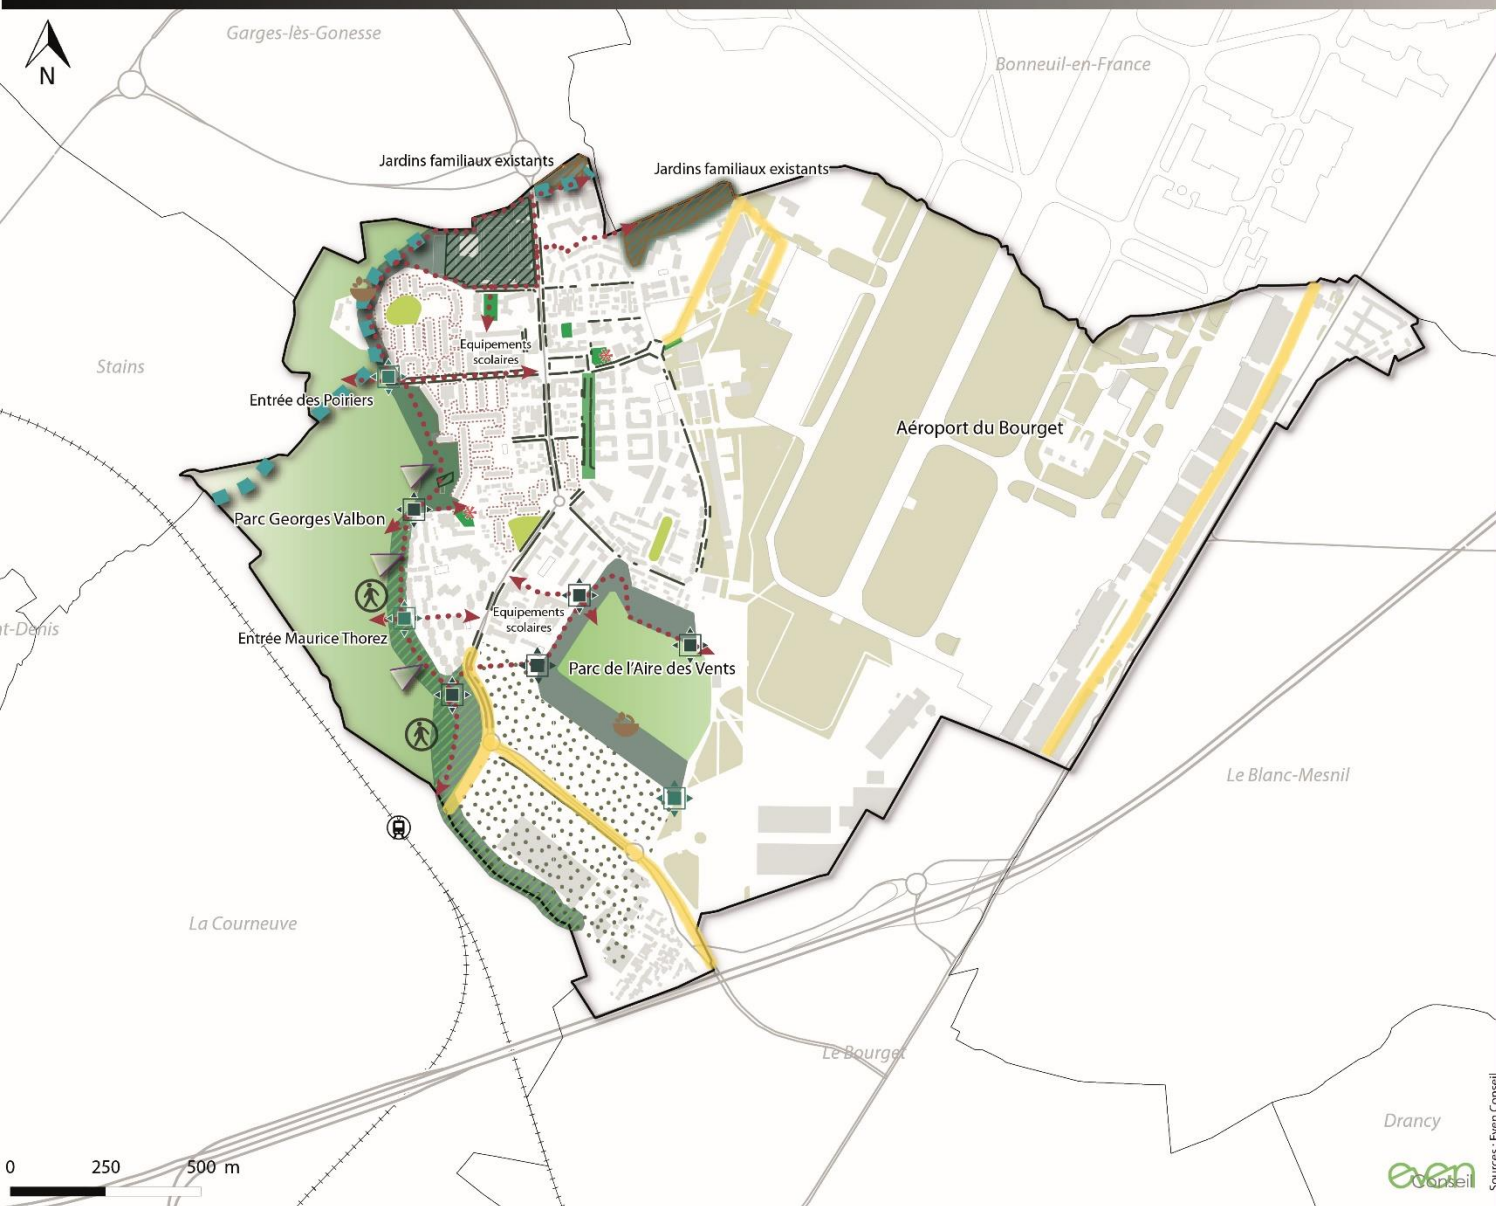 Garges-lès-Gonesse
N
Bonneuil-en-France
Jardins familiaux existants
Jardins familiaux existants
Equipements
scolaires
Stains
Entrée des Poiriers
Aéroport du Bourget
Parc Georges Valbon
Equipements
scolaires
nt-Denis
Entrée Maurice Thorez
Parc de l'Aire des Vents
Le Blanc-Mesnil
La Courneuve
Le Bourget
Drancy
0 250 500 m
even
Conseil
Sources : Even Conseil